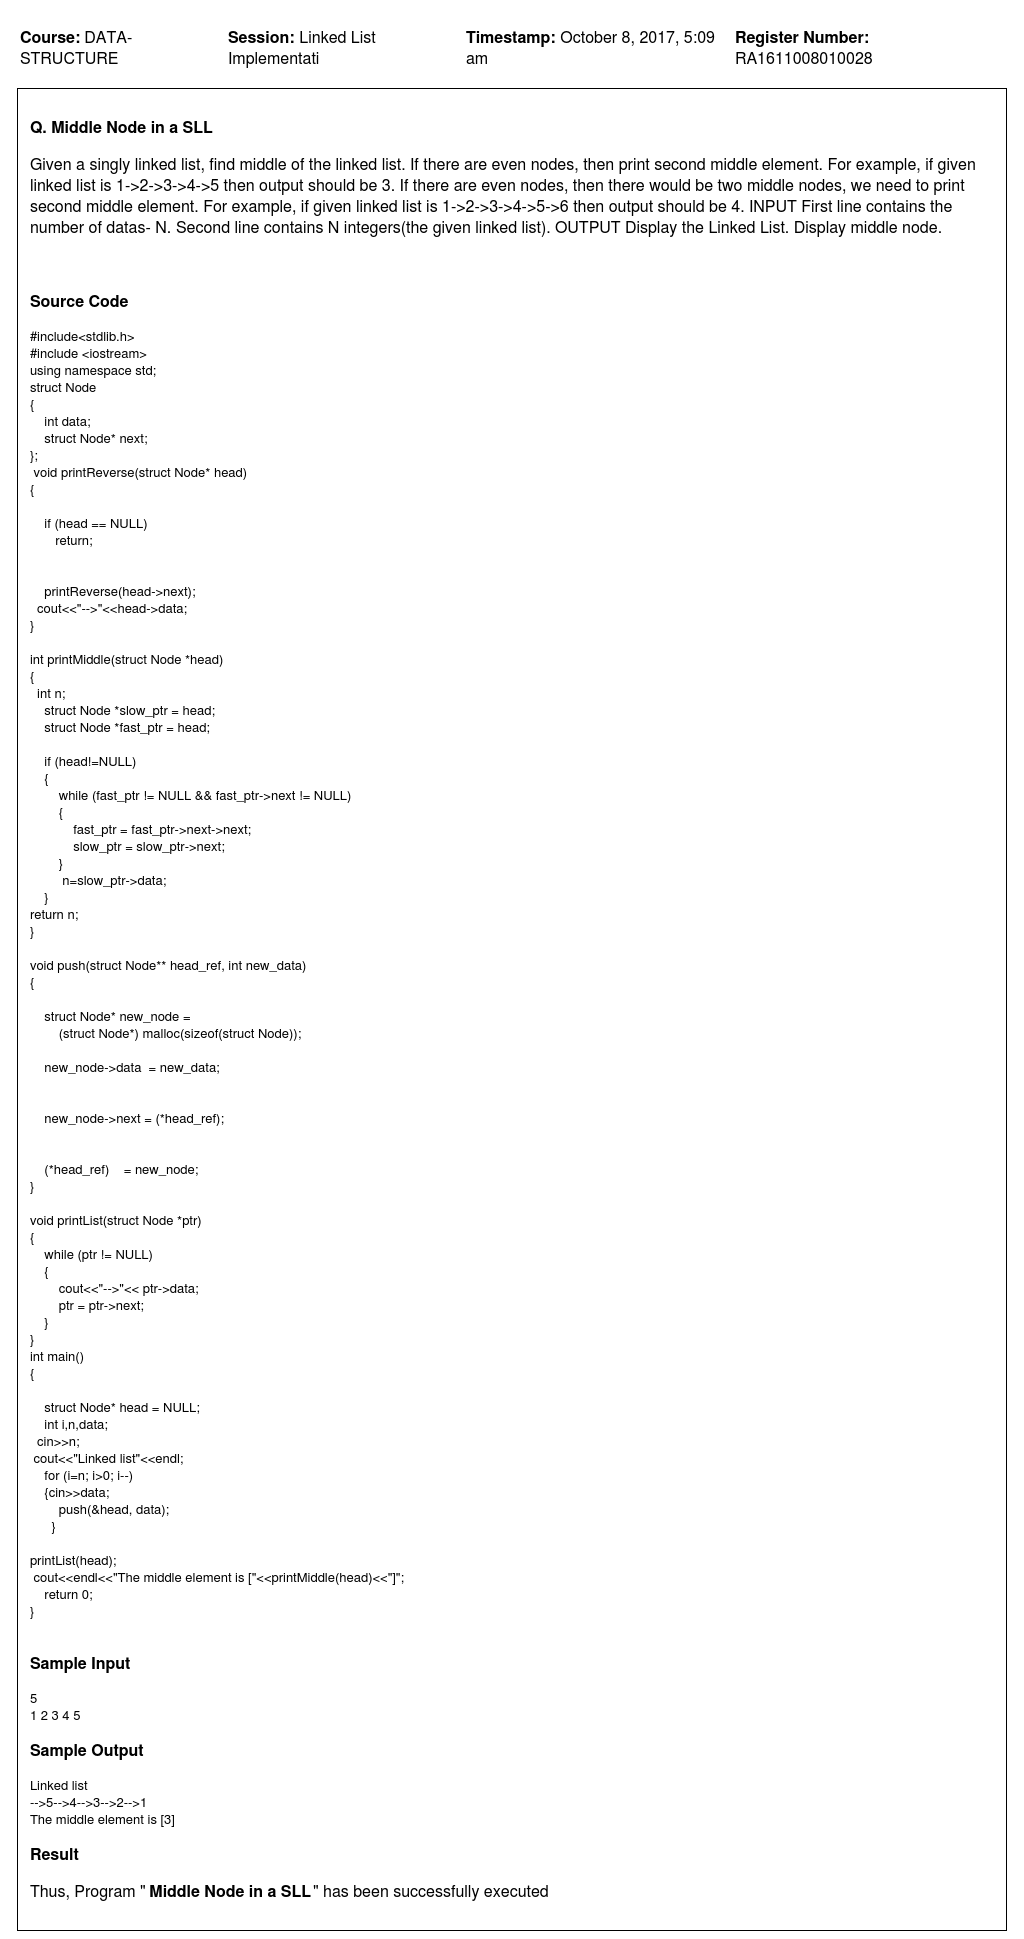 Course: DATA-STRUCTURE
Session: Linked List Implementati
Timestamp: October 8, 2017, 5:09 am
Register Number: RA1611008010028
Q. Middle Node in a SLL
Given a singly linked list, find middle of the linked list. If there are even nodes, then print second middle element. For example, if given
linked list is 1->2->3->4->5 then output should be 3. If there are even nodes, then there would be two middle nodes, we need to print
second middle element. For example, if given linked list is 1->2->3->4->5->6 then output should be 4. INPUT First line contains the
number of datas- N. Second line contains N integers(the given linked list). OUTPUT Display the Linked List. Display middle node.
Source Code
#include<stdlib.h>
#include <iostream>
using namespace std;
struct Node
{
    int data;
    struct Node* next;
};
 void printReverse(struct Node* head)
{
    if (head == NULL)
       return;
    printReverse(head->next);
  cout<<"-->"<<head->data;
}
int printMiddle(struct Node *head)
{
  int n;
    struct Node *slow_ptr = head;
    struct Node *fast_ptr = head;
    if (head!=NULL)
    {
        while (fast_ptr != NULL && fast_ptr->next != NULL)
        {
            fast_ptr = fast_ptr->next->next;
            slow_ptr = slow_ptr->next;
        }
         n=slow_ptr->data;
    }
return n;
}
void push(struct Node** head_ref, int new_data)
{
    struct Node* new_node =
        (struct Node*) malloc(sizeof(struct Node));
    new_node->data  = new_data;
    new_node->next = (*head_ref);
    (*head_ref)    = new_node;
}
void printList(struct Node *ptr)
{
    while (ptr != NULL)
    {
        cout<<"-->"<< ptr->data;
        ptr = ptr->next;
    }
}
int main()
{
    struct Node* head = NULL;
    int i,n,data;
  cin>>n;
 cout<<"Linked list"<<endl;
    for (i=n; i>0; i--)
    {cin>>data;
        push(&head, data);
      }
printList(head);
 cout<<endl<<"The middle element is ["<<printMiddle(head)<<"]";
    return 0;
}
Sample Input
5
1 2 3 4 5
Sample Output
Linked list
-->5-->4-->3-->2-->1
The middle element is [3]
Result
Thus, Program " Middle Node in a SLL" has been successfully executed